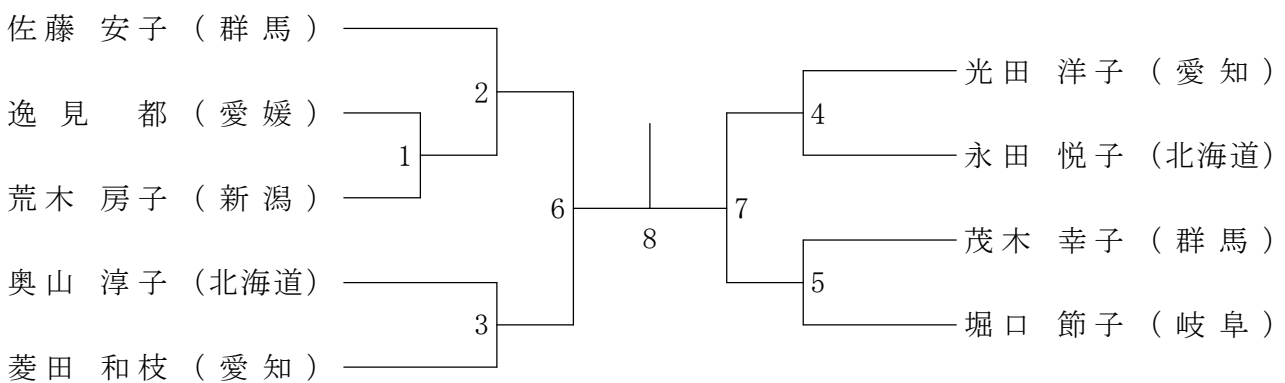 佐藤 安子 (群馬)
逸見 都 (愛媛)
荒木 房子 (新潟)
奥山 淳子 (北海道)
菱田 和枝 (愛知)
2
1
6
3
8
7
4
5
光田 洋子 (愛知)
永田 悦子 (北海道)
茂木 幸子 (群馬)
堀口 節子 (岐阜)